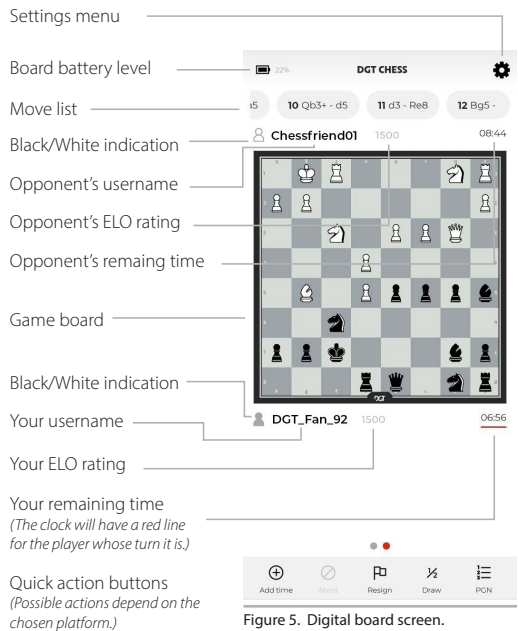 Settings menu
Board battery level
22%
DGT CHESS
Move list
a5
10 Qb3+ - d5
11 d3 - Re8
12 Bg5 -
Black/White indication
Chessfriend01
1500
08:44
Opponent's username
Opponent's ELO rating
Opponent's remaing time
Game board
DGT
Black/White indication
DGT_Fan_92
1500
06:56
Your username
Your ELO rating
Your remaining time
(The clock will have a red line
for the player whose turn it is.)
Quick action buttons
(Possible actions depend on the
chosen platform.)
Add time
Abort
Resign
½
Draw
PGN
Figure 5. Digital board screen.